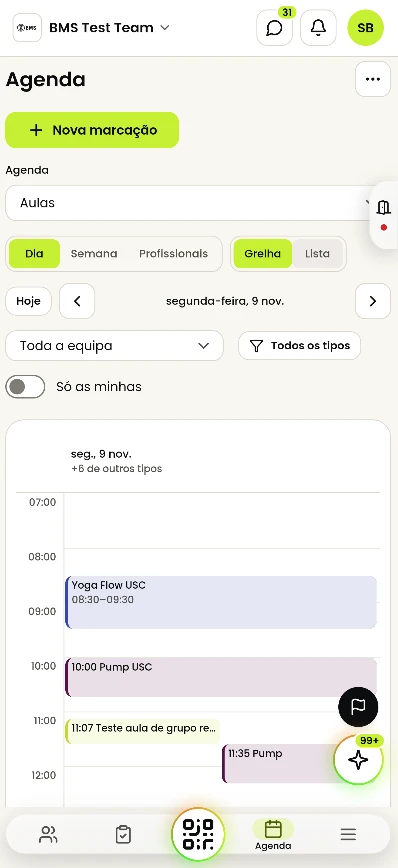 BMS
BMS Test Team
31
SB
Agenda
Nova marcação
Agenda
Aulas
Dia
Semana
Profissionais
Grelha
Lista
Hoje
segunda-feira, 9 nov.
Toda a equipa
Todos os tipos
Só as minhas
seg., 9 nov.
+6 de outros tipos
07:00
08:00
Yoga Flow USC
08:30–09:30
09:00
10:00
10:00 Pump USC
11:00
11:07 Teste aula de grupo re...
99+
11:35 Pump
12:00
Agenda